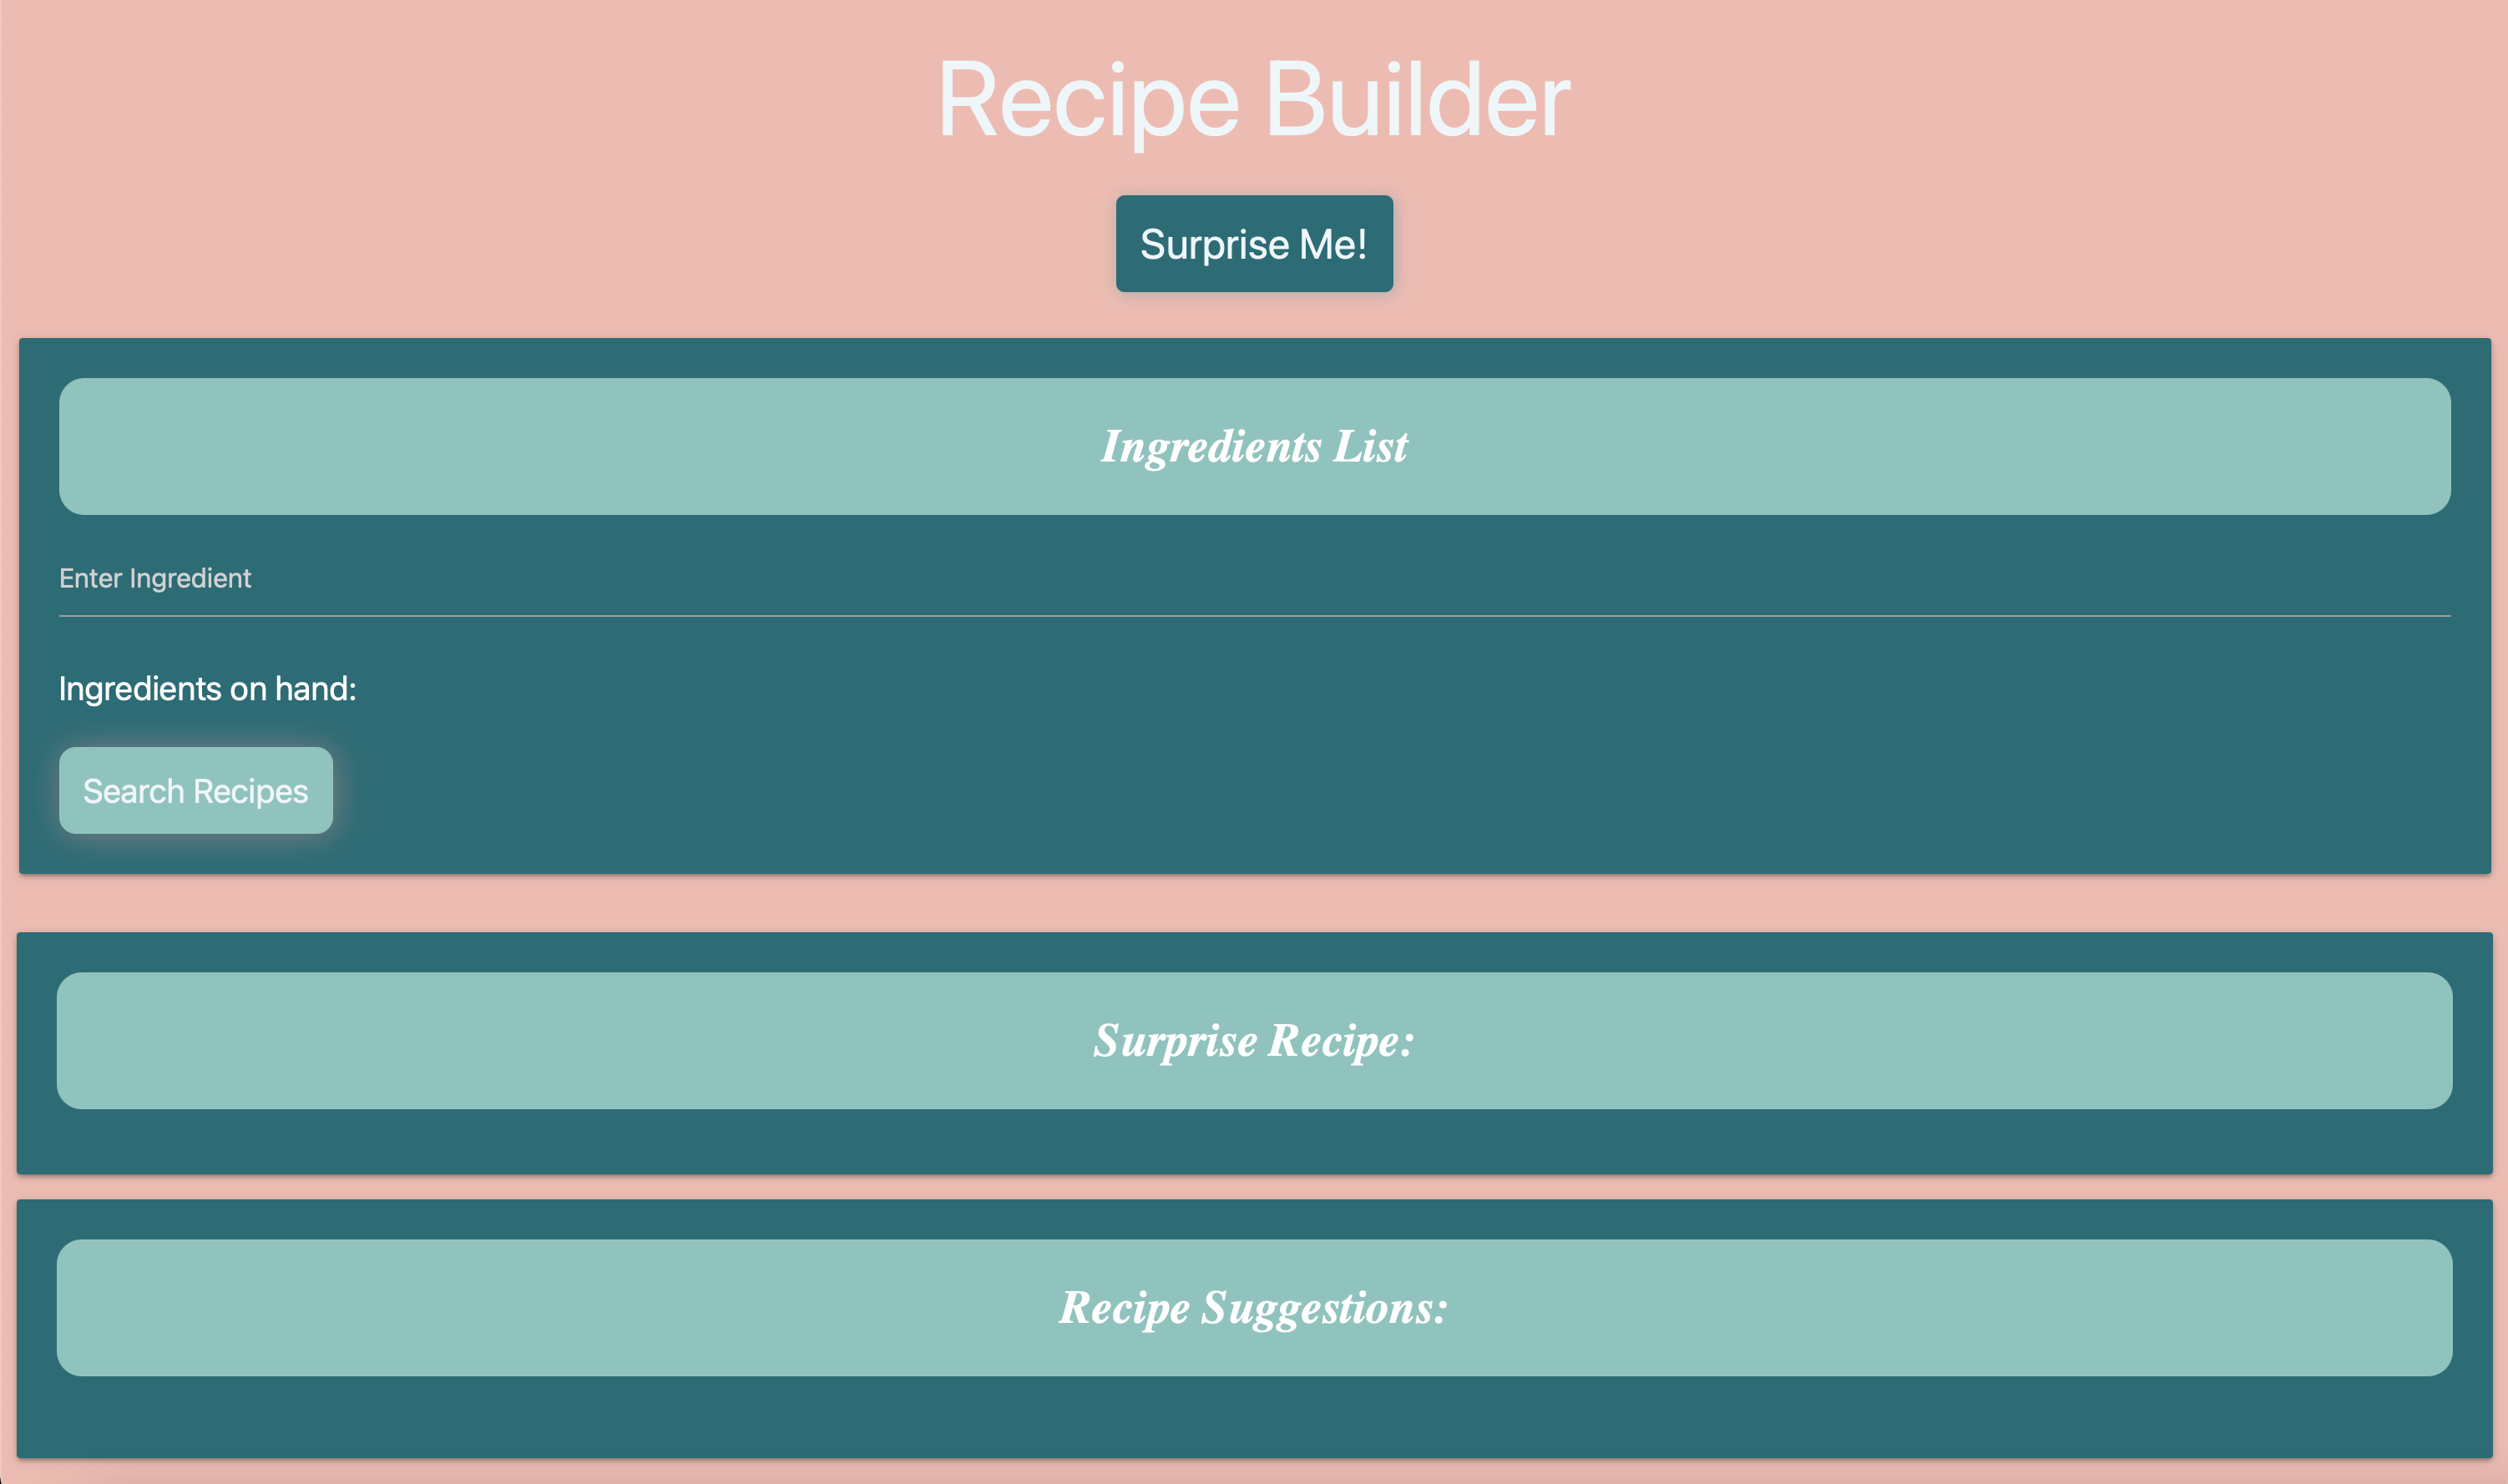 Recipe Builder
Surprise Me!
Ingredients List
Enter Ingredient
Ingredients on hand:
Search Recipes
Surprise Recipe:
Recipe Suggestions: